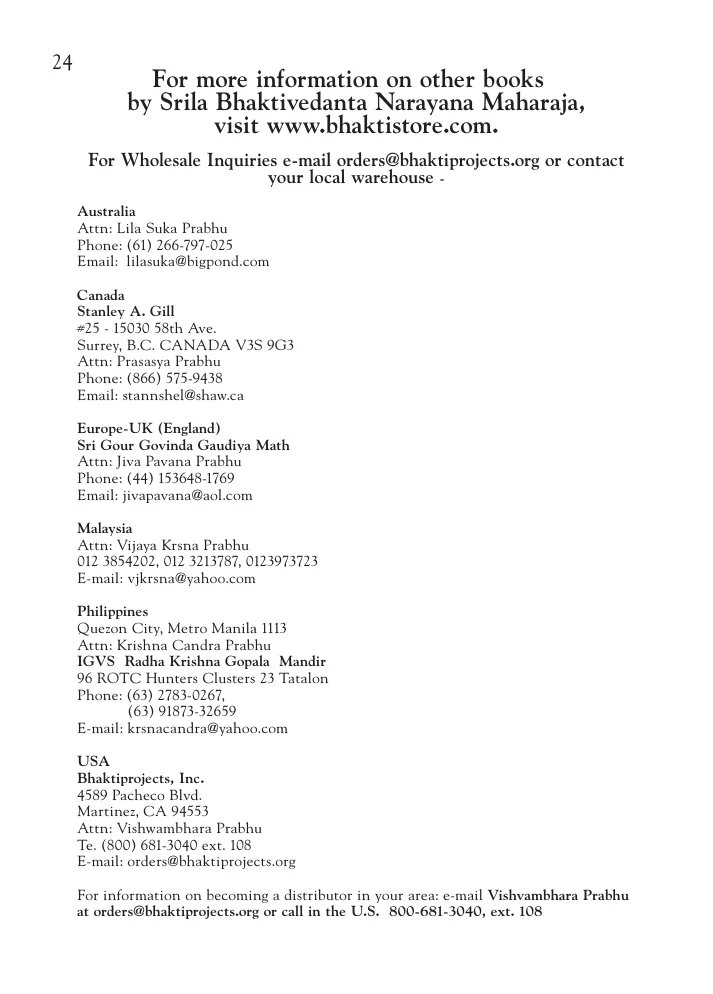 24
For more information on other books
by Srila Bhaktivedanta Narayana Maharaja,
visit www.bhaktistore.com.
For Wholesale Inquiries e-mail orders@bhaktiprojects.org or contact
your local warehouse -
Australia
Attn: Lila Suka Prabhu
Phone: (61) 266-797-025
Email:  lilasuka@bigpond.com
Canada
Stanley A. Gill
#25 - 15030 58th Ave.
Surrey, B.C. CANADA V3S 9G3
Attn: Prasasya Prabhu
Phone: (866) 575-9438
Email: stannshel@shaw.ca
Europe-UK (England)
Sri Gour Govinda Gaudiya Math
Attn: Jiva Pavana Prabhu
Phone: (44) 153648-1769
Email: jivapavana@aol.com
Malaysia
Attn: Vijaya Krsna Prabhu
012 3854202, 012 3213787, 0123973723
E-mail: vjkrsna@yahoo.com
Philippines
Quezon City, Metro Manila 1113
Attn: Krishna Candra Prabhu
IGVS  Radha Krishna Gopala  Mandir
96 ROTC Hunters Clusters 23 Tatalon
Phone: (63) 2783-0267,
(63) 91873-32659
E-mail: krsnacandra@yahoo.com
USA
Bhaktiprojects, Inc.
4589 Pacheco Blvd.
Martinez, CA 94553
Attn: Vishwambhara Prabhu
Te. (800) 681-3040 ext. 108
E-mail: orders@bhaktiprojects.org
For information on becoming a distributor in your area: e-mail Vishvambhara Prabhu
at orders@bhaktiprojects.org or call in the U.S.  800-681-3040, ext. 108